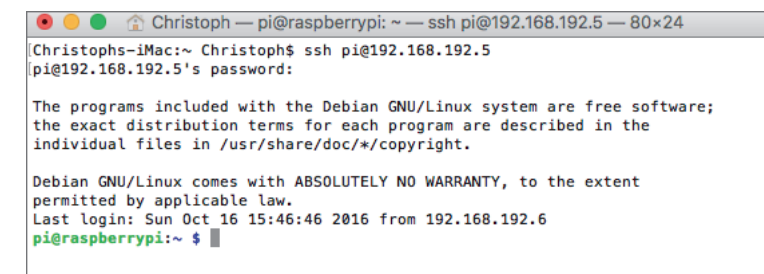 Christoph — pi@raspberrypi: ~ — ssh pi@192.168.192.5 — 80×24
[Christophs-iMac:~ Christoph$ ssh pi@192.168.192.5
[pi@192.168.192.5's password:
The programs included with the Debian GNU/Linux system are free software;
the exact distribution terms for each program are described in the
individual files in /usr/share/doc/*/copyright.
Debian GNU/Linux comes with ABSOLUTELY NO WARRANTY, to the extent
permitted by applicable law.
Last login: Sun Oct 16 15:46:46 2016 from 192.168.192.6
pi@raspberrypi:~ $